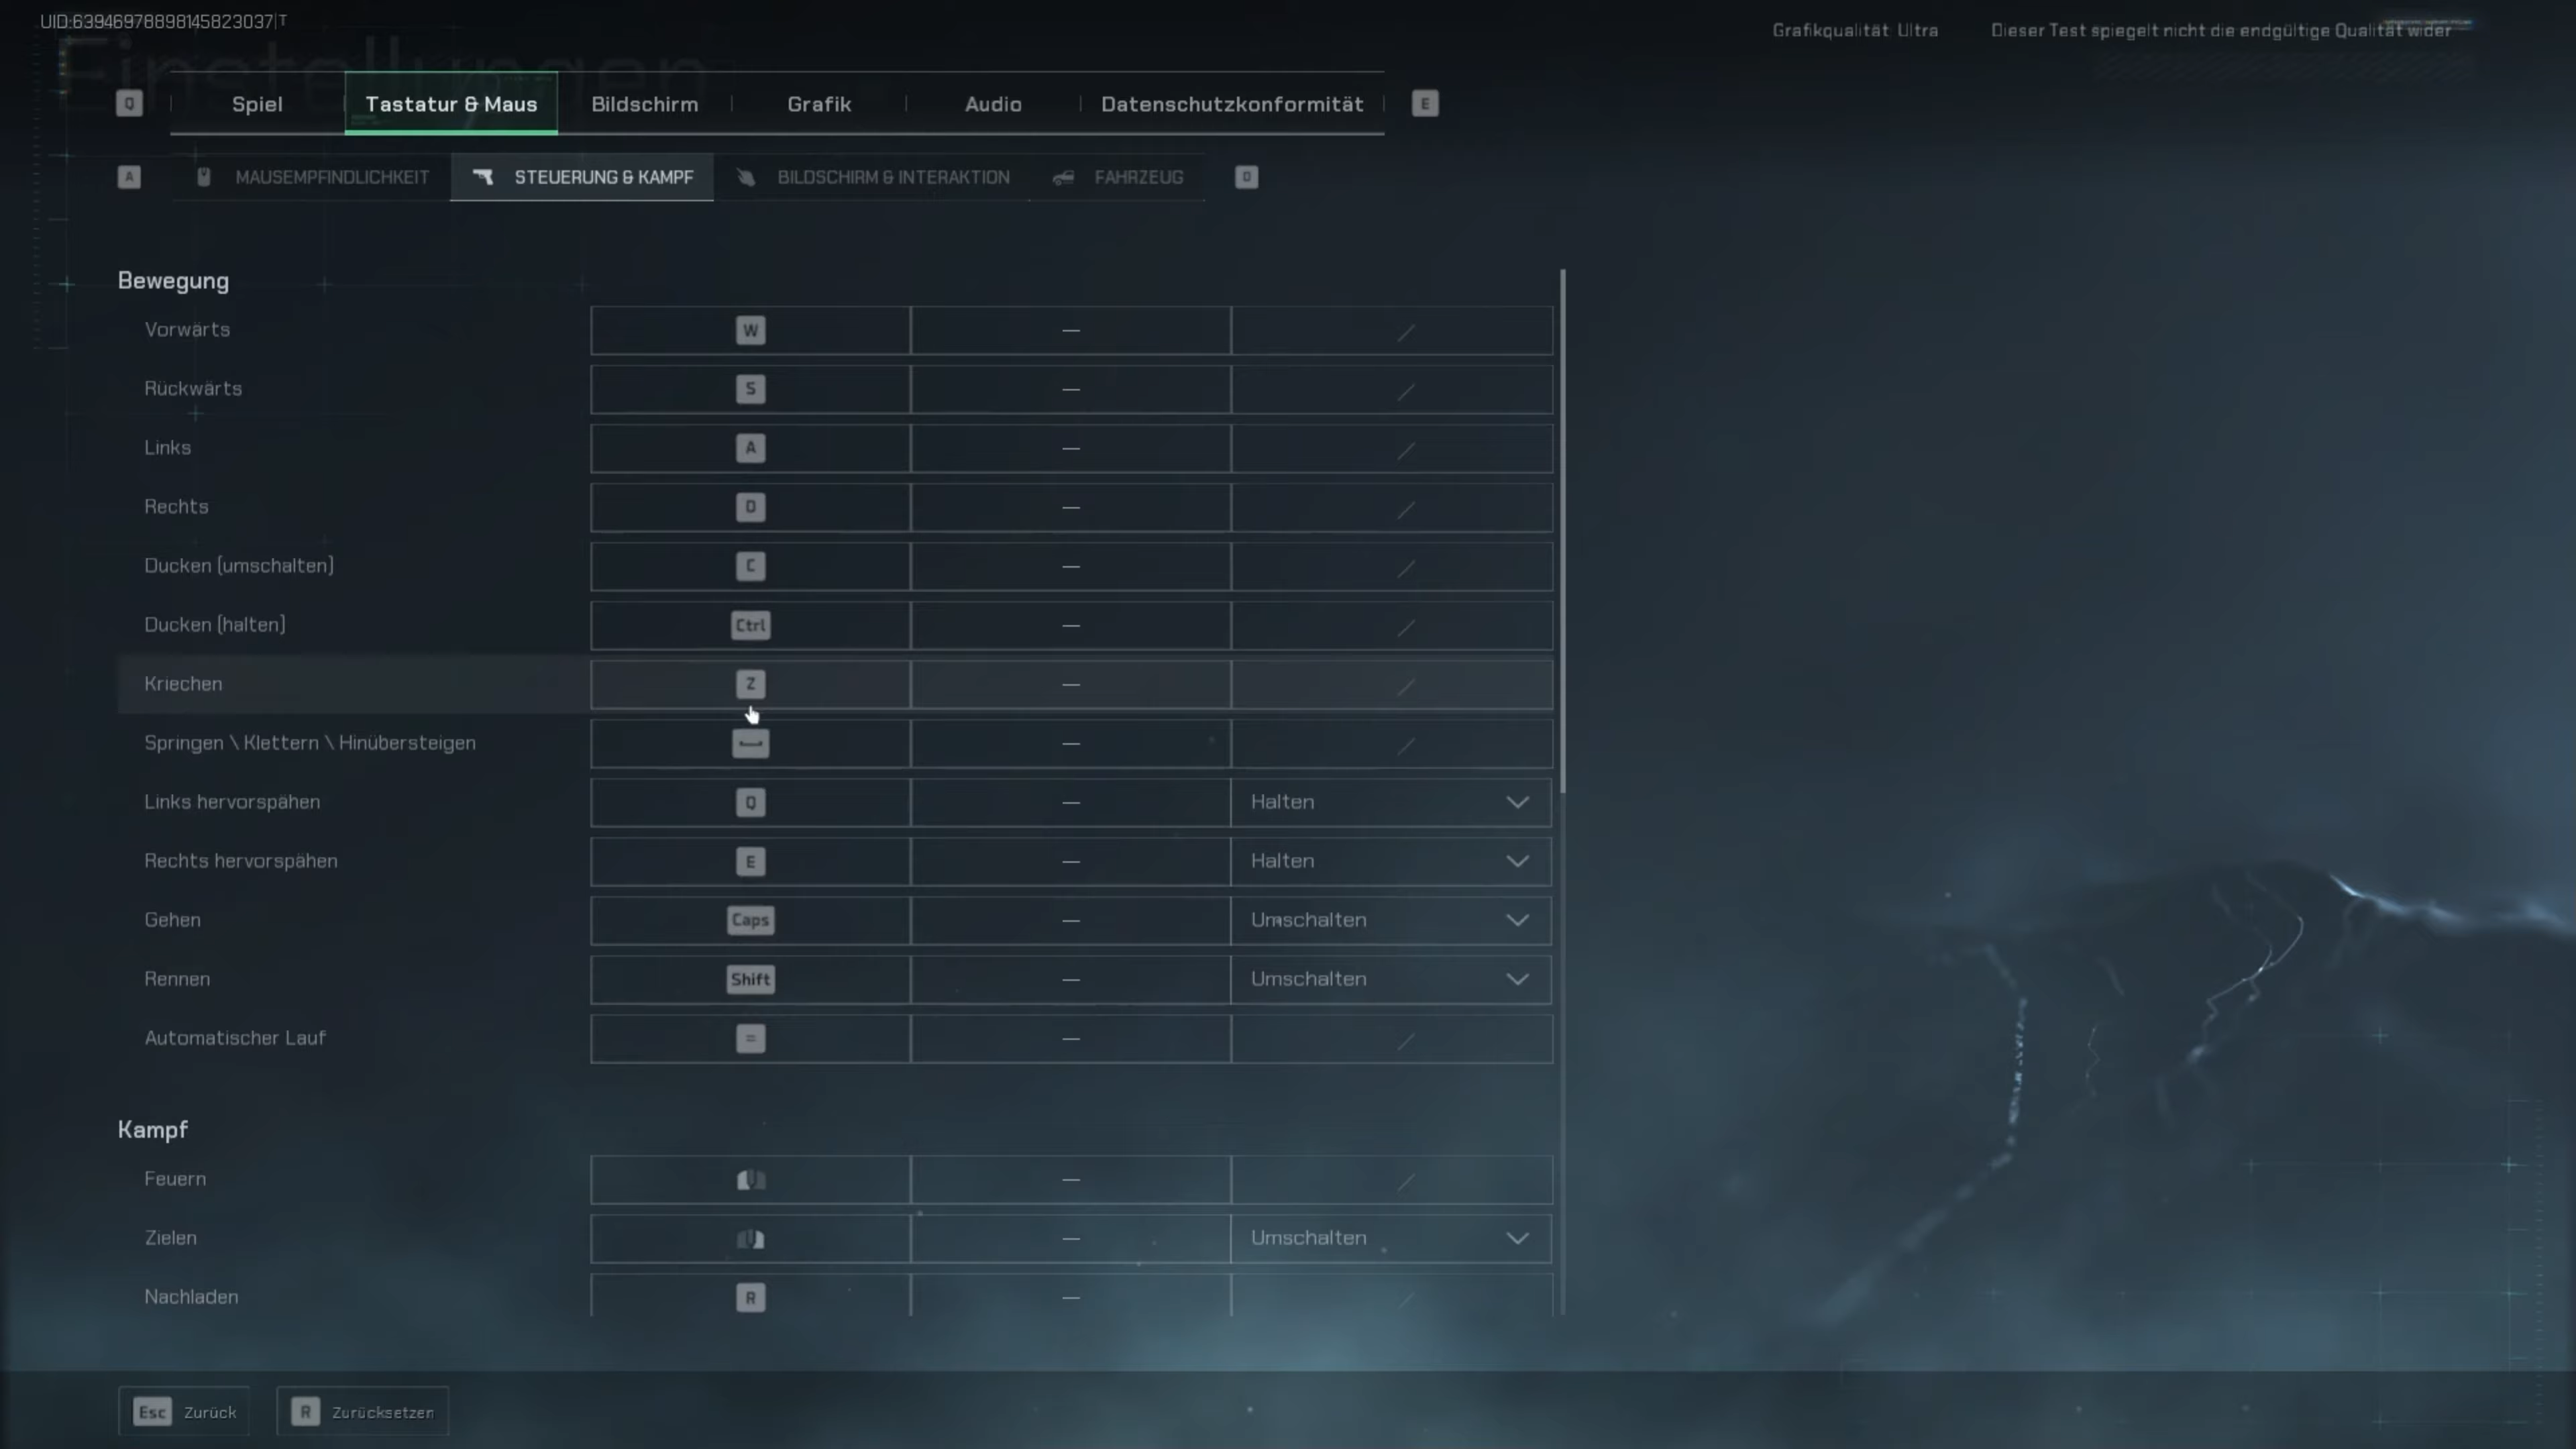 UID:63946978898145823037|T
Grafikqualität: Ultra Dieser Test spiegelt nicht die endgültige Qualität wider
Einstellungen
Q Spiel Tastatur & Maus Bildschirm Grafik Audio Datenschutzkonformität E
A MAUSEMPFINDLICHKEIT STEUERUNG & KAMPF BILDSCHIRM & INTERAKTION FAHRZEUG D
Bewegung
Vorwärts W — /
Rückwärts S — /
Links A — /
Rechts D — /
Ducken (umschalten) C — /
Ducken (halten) Ctrl — /
Kriechen Z — /
Springen \ Klettern \ Hinübersteigen — /
Links hervorspähen Q — Halten
Rechts hervorspähen E — Halten
Gehen Caps — Umschalten
Rennen Shift — Umschalten
Automatischer Lauf = — /
Kampf
Feuern — /
Zielen — Umschalten
Nachladen R — /
Esc Zurück R Zurücksetzen